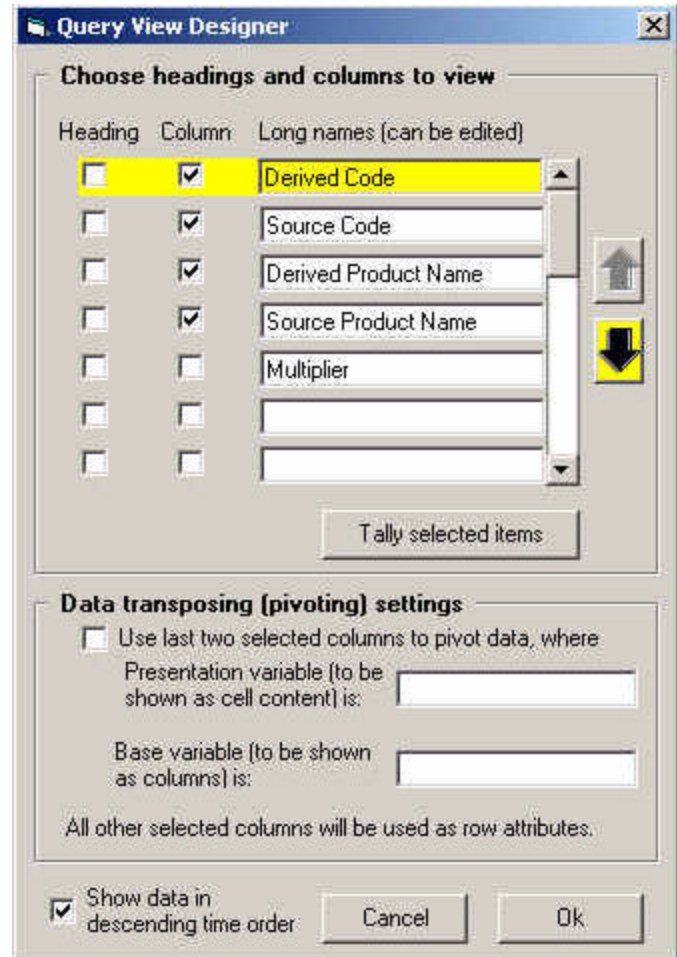 Query View Designer
Choose headings and columns to view
Heading Column Long names (can be edited)
Derived Code
Source Code
Derived Product Name
Source Product Name
Multiplier
Tally selected items
Data transposing (pivoting) settings
Use last two selected columns to pivot data, where
Presentation variable (to be
shown as cell content) is:
Base variable (to be shown
as columns) is:
All other selected columns will be used as row attributes.
Show data in
descending time order
Cancel
Ok